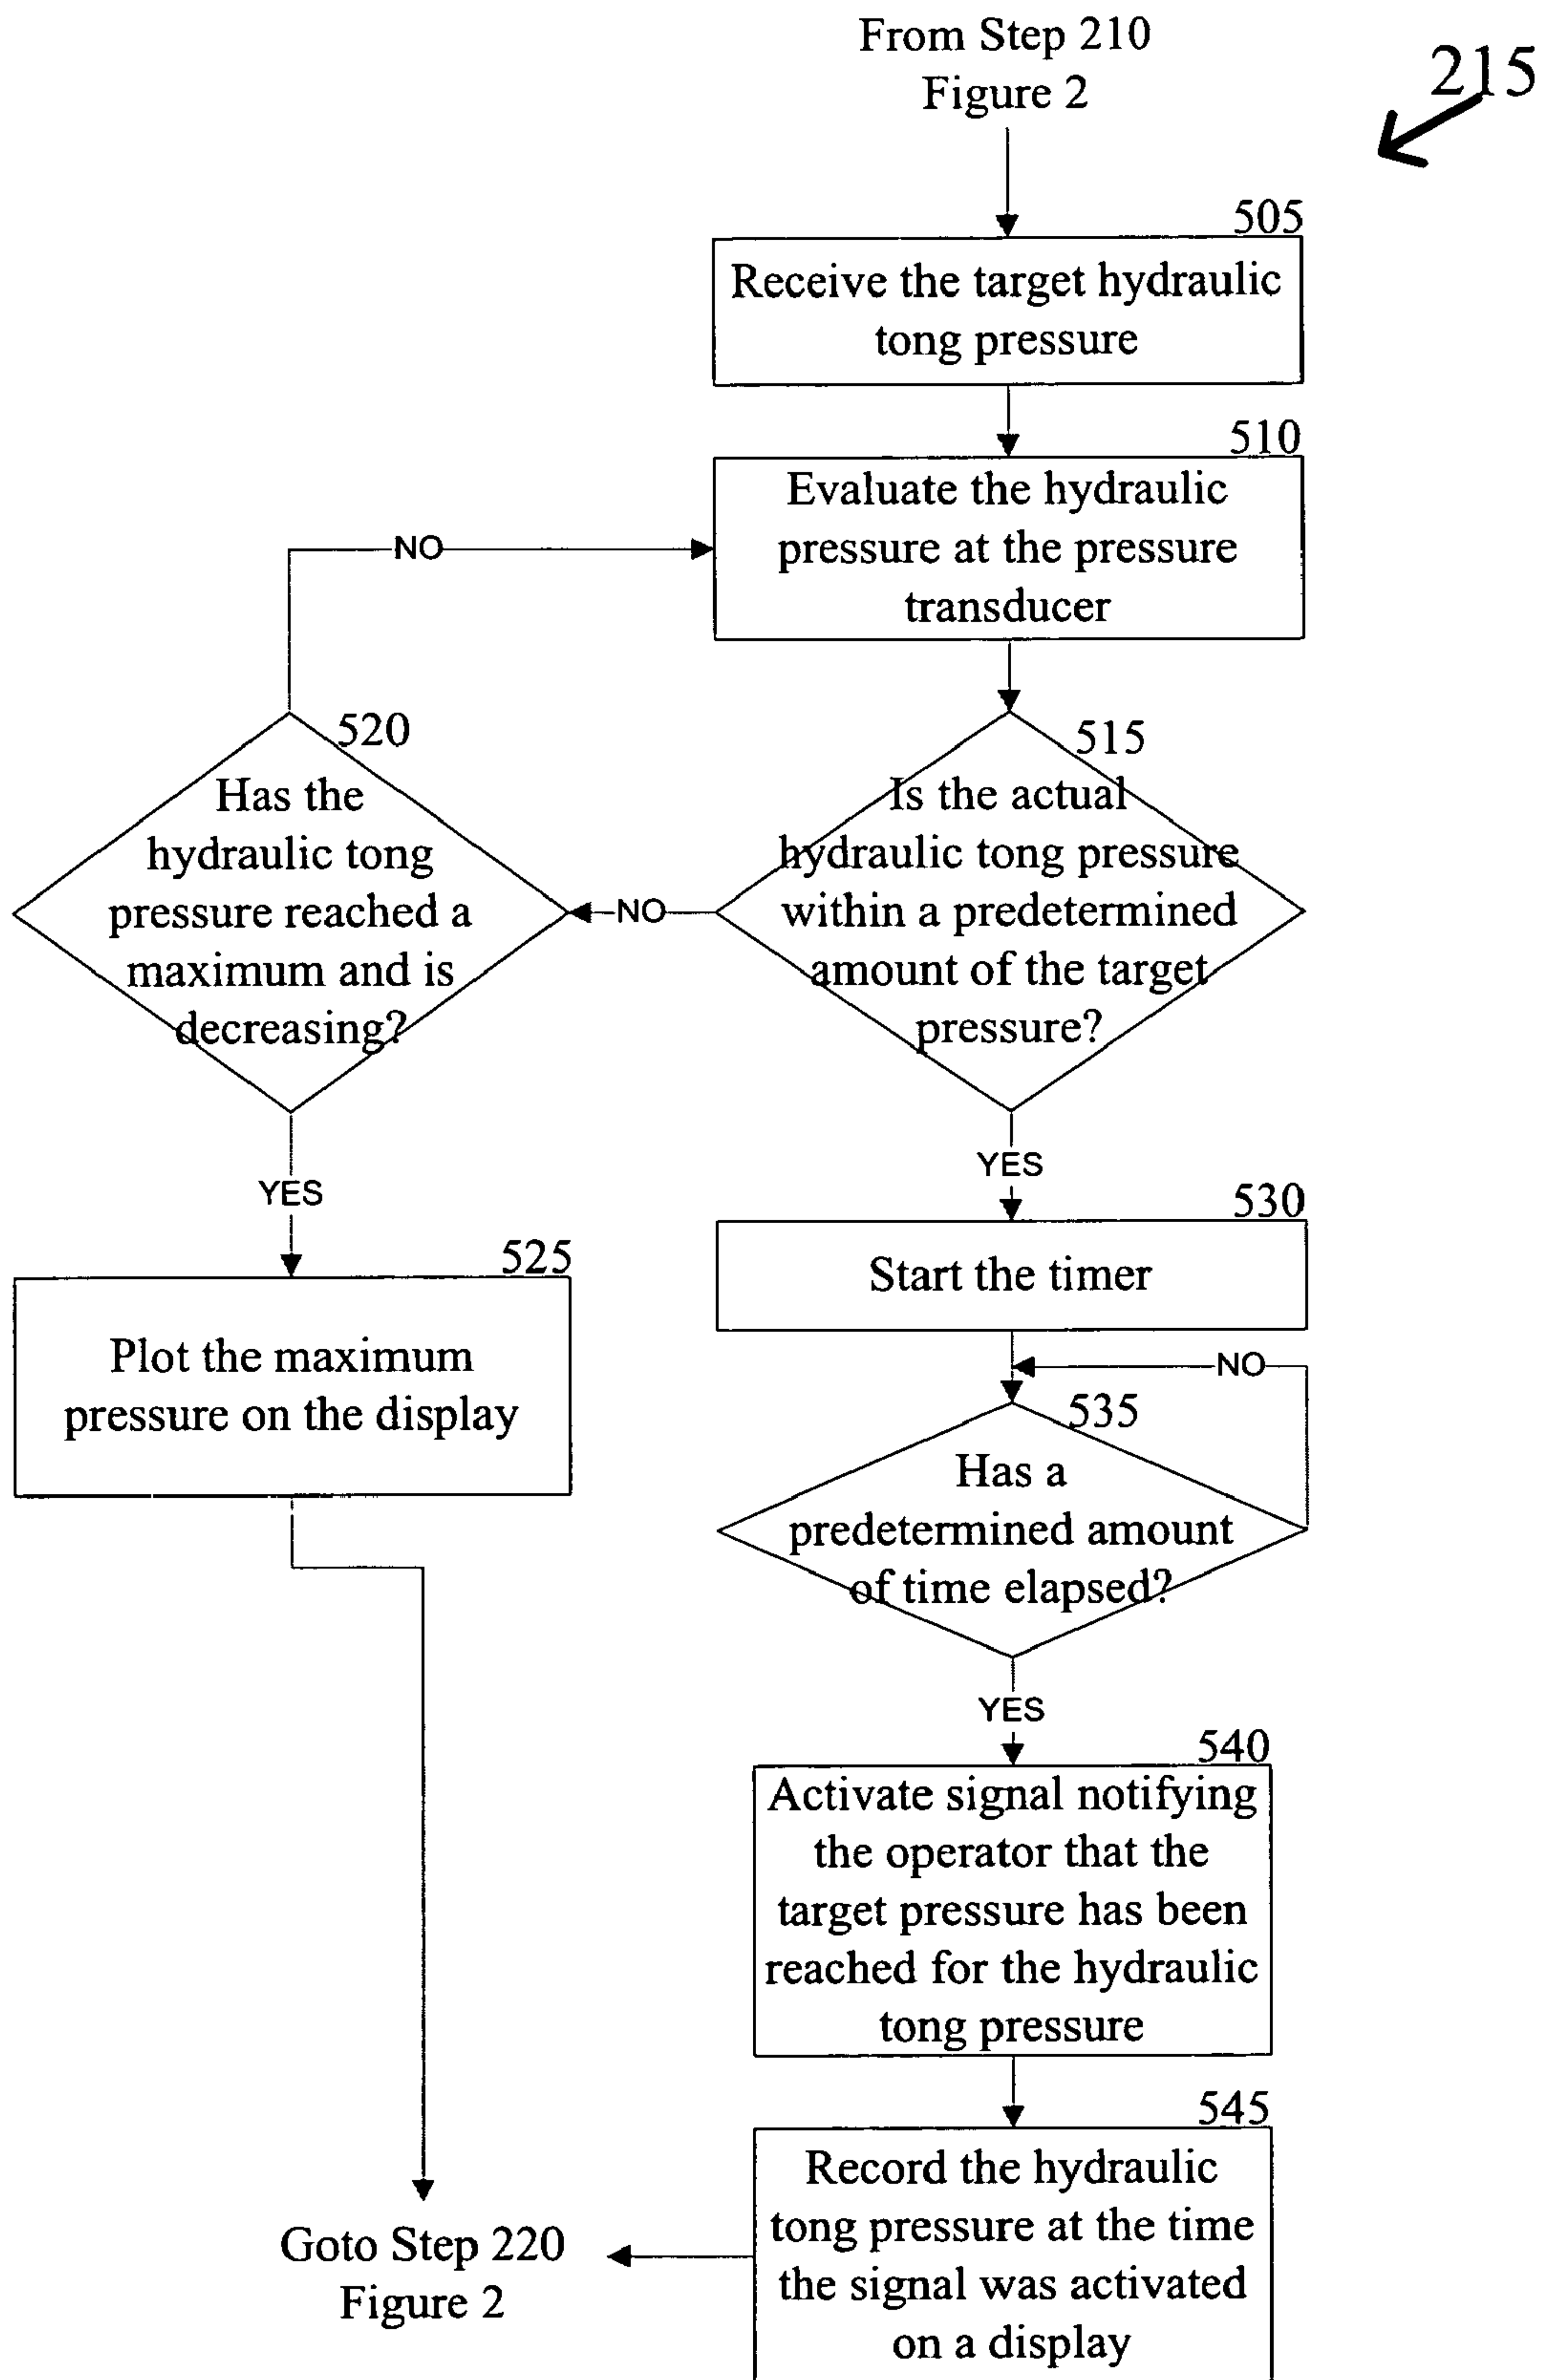 From Step 210
Figure 2
215
505
Receive the target hydraulic
tong pressure
510
Evaluate the hydraulic
pressure at the pressure
transducer
NO
520
Has the
hydraulic tong
pressure reached a
maximum and is
decreasing?
NO
515
Is the actual
hydraulic tong pressure
within a predetermined
amount of the target
pressure?
YES
YES
530
Start the timer
525
Plot the maximum
pressure on the display
NO
535
Has a
predetermined amount
of time elapsed?
YES
540
Activate signal notifying
the operator that the
target pressure has been
reached for the hydraulic
tong pressure
545
Record the hydraulic
tong pressure at the time
the signal was activated
on a display
Goto Step 220
Figure 2